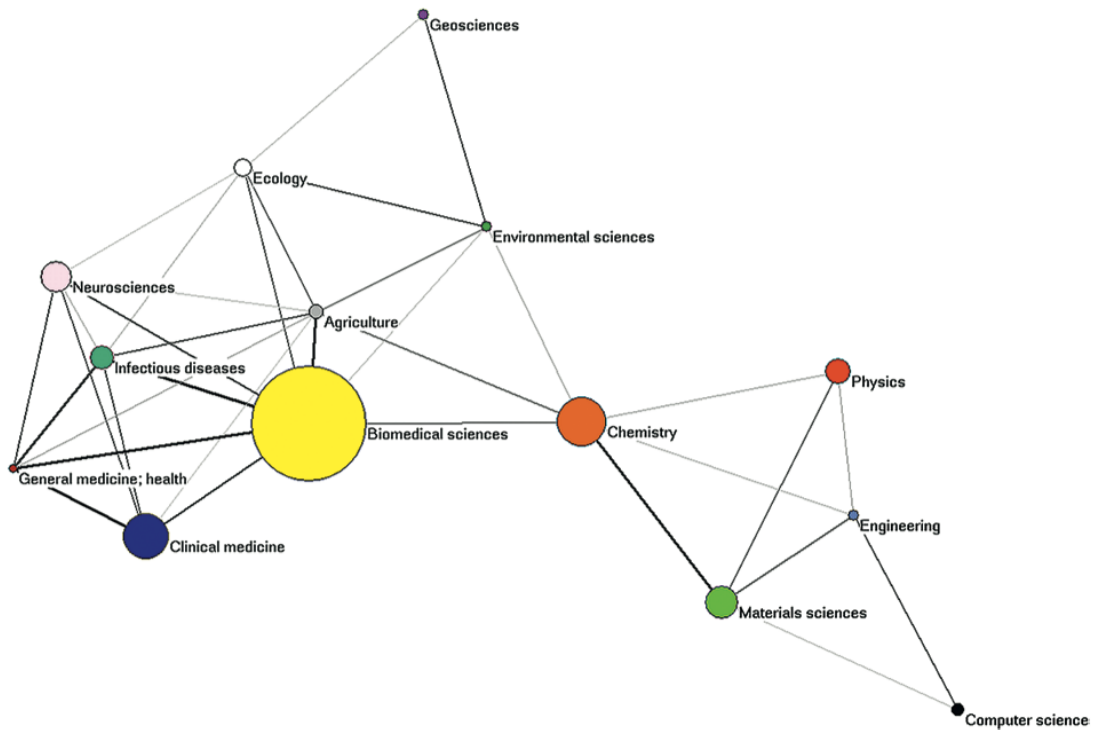 Geosciences
Ecology
Environmental sciences
Neurosciences
Agriculture
Infectious diseases
Physics
Biomedical sciences
Chemistry
General medicine; health
Engineering
Clinical medicine
Materials sciences
Computer science